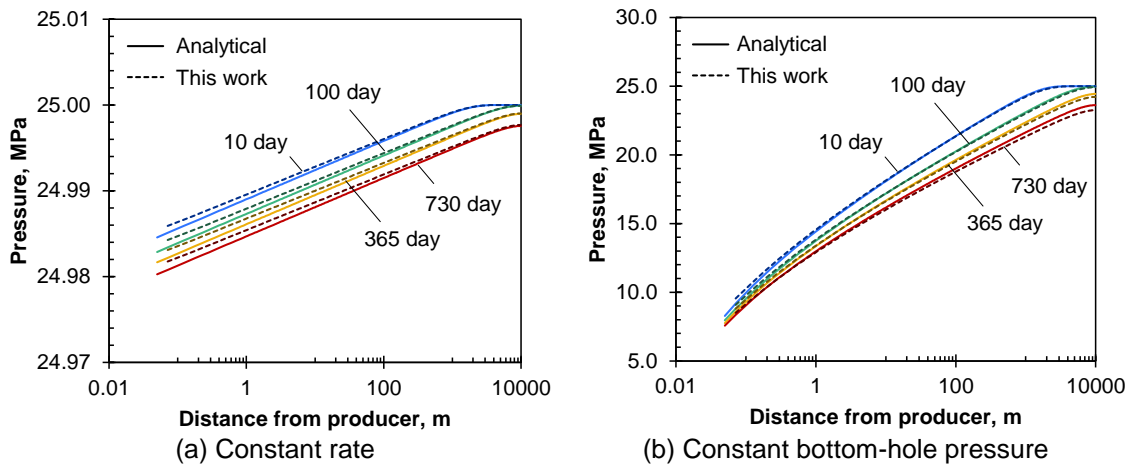 25.01
25.00
24.99
24.98
24.97
Pressure, MPa
Analytical
This work
100 day
10 day
730 day
365 day
0.01
1
100
10000
Distance from producer, m
(a) Constant rate
30.0
25.0
20.0
15.0
10.0
5.0
Pressure, MPa
Analytical
This work
100 day
10 day
730 day
365 day
0.01
1
100
10000
Distance from producer, m
(b) Constant bottom-hole pressure